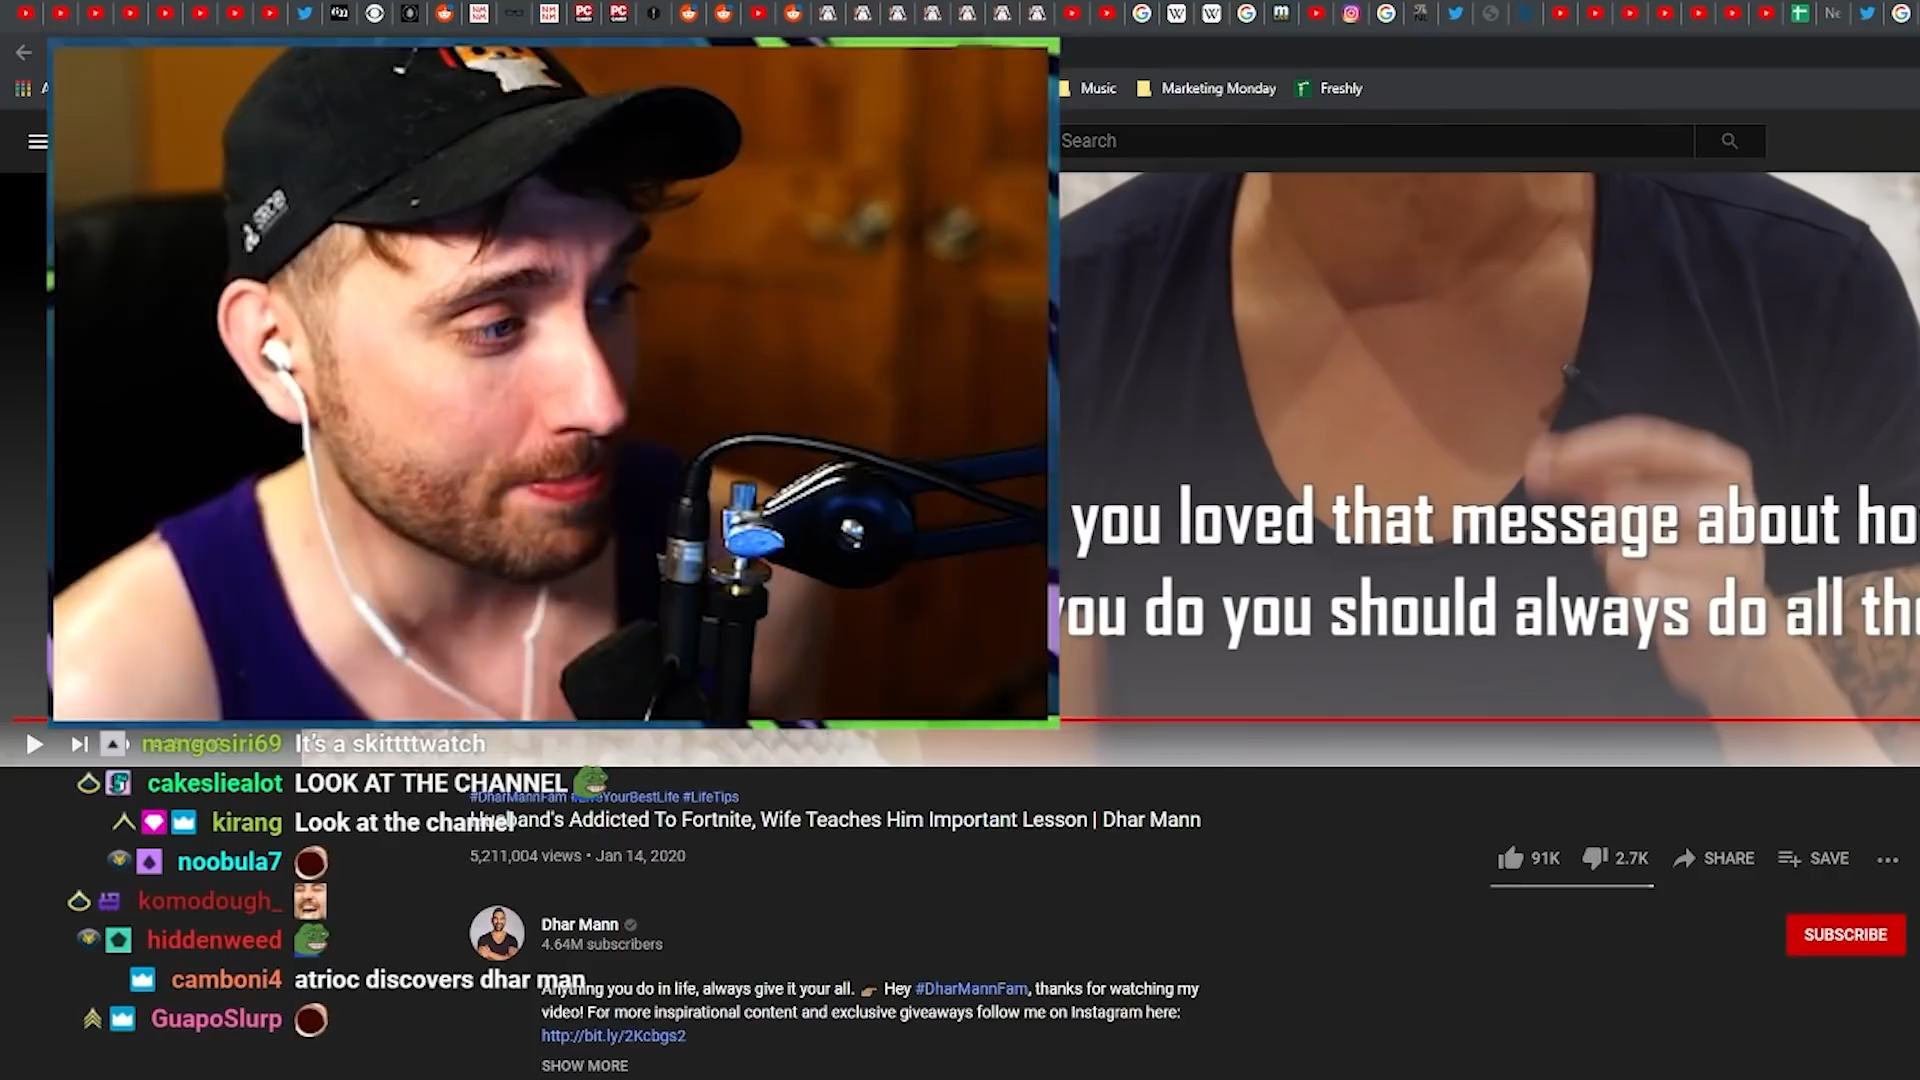 Music
Marketing Monday
Freshly
Search
you loved that message about ho
you do you should always do all the
mangosiri69 It's a skittttwatch
cakesliealot LOOK AT THE CHANNEL
#DharMannFam #LiveYourBestLife #LifeTips
kirang Look at the channel
Husband's Addicted To Fortnite, Wife Teaches Him Important Lesson | Dhar Mann
5,211,004 views • Jan 14, 2020
91K
2.7K
SHARE
SAVE
noobula7
komodough_
hiddenweed
Dhar Mann
4.64M subscribers
SUBSCRIBE
camboni4 atrioc discovers dhar man
Anything you do in life, always give it your all. Hey #DharMannFam, thanks for watching my
video! For more inspirational content and exclusive giveaways follow me on Instagram here:
http://bit.ly/2Kcbgs2
GuapoSlurp
SHOW MORE